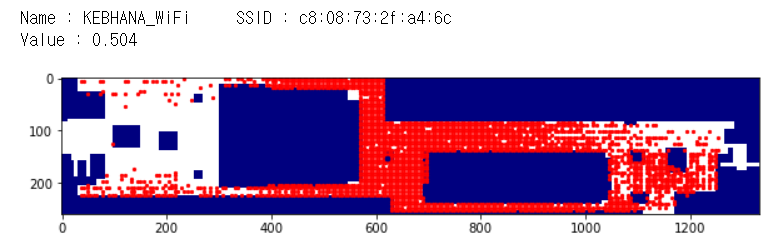 Name : KEBHANA_WiFi SSID : c8:08:73:2f:a4:6c
Value : 0.504
0
100
200
0 200 400 600 800 1000 1200